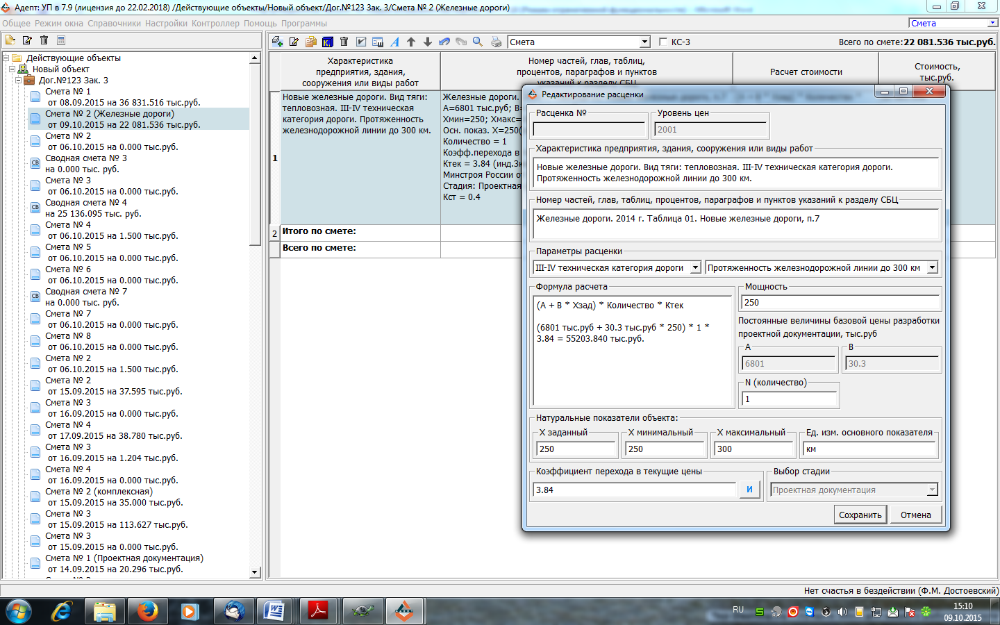 Адепт: УП в 7.9 (лицензия до 22.02.2018) /Действующие объекты/Новый объект/Дог.№123 Зак. 3/Смета № 2 (Железные дороги)
Общее Режим окна Справочники Настройки Контроллер Помощь Программы
Смета
Действующие объекты
Новый объект
Дог.№123 Зак. 3
Смета № 1
от 08.09.2015 на 36 831.516 тыс.руб.
Смета № 2 (Железные дороги)
от 09.10.2015 на 22 081.536 тыс.руб.
Смета № 2
от 06.10.2015 на 0.000 тыс.руб.
Сводная смета № 3
на 0.000 тыс. руб.
Смета № 3
от 06.10.2015 на 0.000 тыс.руб.
Сводная смета № 4
на 25 136.095 тыс. руб.
Смета № 4
от 06.10.2015 на 1.500 тыс.руб.
Смета № 5
от 06.10.2015 на 0.000 тыс.руб.
Смета № 6
от 06.10.2015 на 0.000 тыс.руб.
Сводная смета № 7
на 0.000 тыс. руб.
Смета № 7
от 06.10.2015 на 0.000 тыс.руб.
Смета № 8
от 06.10.2015 на 0.000 тыс.руб.
Смета № 2
от 06.10.2015 на 1.500 тыс.руб.
Смета № 2
от 15.09.2015 на 37.595 тыс.руб.
Смета № 3
от 16.09.2015 на 0.000 тыс.руб.
Смета № 4
от 17.09.2015 на 38.780 тыс.руб.
Смета № 3
от 16.09.2015 на 1.204 тыс.руб.
Смета № 4
от 16.09.2015 на 0.000 тыс.руб.
Смета № 2 (комплексная)
от 15.09.2015 на 35.000 тыс.руб.
Смета № 3
от 15.09.2015 на 113.627 тыс.руб.
Смета № 3
от 15.09.2015 на 0.000 тыс.руб.
Смета № 1 (Проектная документация)
от 14.09.2015 на 20.296 тыс.руб.
Смета КС-3 Всего по смете:22 081.536 тыс.руб.
Характеристика
предприятия, здания,
сооружения или виды работ
Номер частей, глав, таблиц,
процентов, параграфов и пунктов
указаний к разделу СБЦ
Расчет стоимости
Стоимость,
тыс.руб.
1
Новые железные дороги. Вид тяги:
тепловозная. III-IV техническая
категория дороги. Протяженность
железнодорожной линии до 300 км.
Железные дороги.
А=6801 тыс.руб; В=
Хмин=250; Хмакс=
Осн. показ. Х=250(
Количество = 1
Коэфф.перехода в
Ктек = 3.84 (инд.3к
Минстроя России от
Стадия: Проектная
Кст = 0.4
2 Итого по смете:
Всего по смете:
Редактирование расценки
Расценка №
Уровень цен
2001
Характеристика предприятия, здания, сооружения или виды работ
Новые железные дороги. Вид тяги: тепловозная. III-IV техническая категория дороги.
Протяженность железнодорожной линии до 300 км.
Номер частей, глав, таблиц, процентов, параграфов и пунктов указаний к разделу СБЦ
Железные дороги. 2014 г. Таблица 01. Новые железные дороги, п.7
Параметры расценки
III-IV техническая категория дороги
Протяженность железнодорожной линии до 300 км
Формула расчета
(А + В * Хзад) * Количество * Ктек
(6801 тыс.руб + 30.3 тыс.руб * 250) * 1 *
3.84 = 55203.840 тыс.руб.
Мощность
250
Постоянные величины базовой цены разработки
проектной документации, тыс.руб
А
6801
В
30.3
N (количество)
1
Натуральные показатели объекта:
Х заданный
250
Х минимальный
250
Х максимальный
300
Ед. изм. основного показателя
км
Коэффициент перехода в текущие цены
3.84
И
Выбор стадии
Проектная документация
Сохранить Отмена
Нет счастья в бездействии (Ф.М. Достоевский)
RU
15:10
09.10.2015